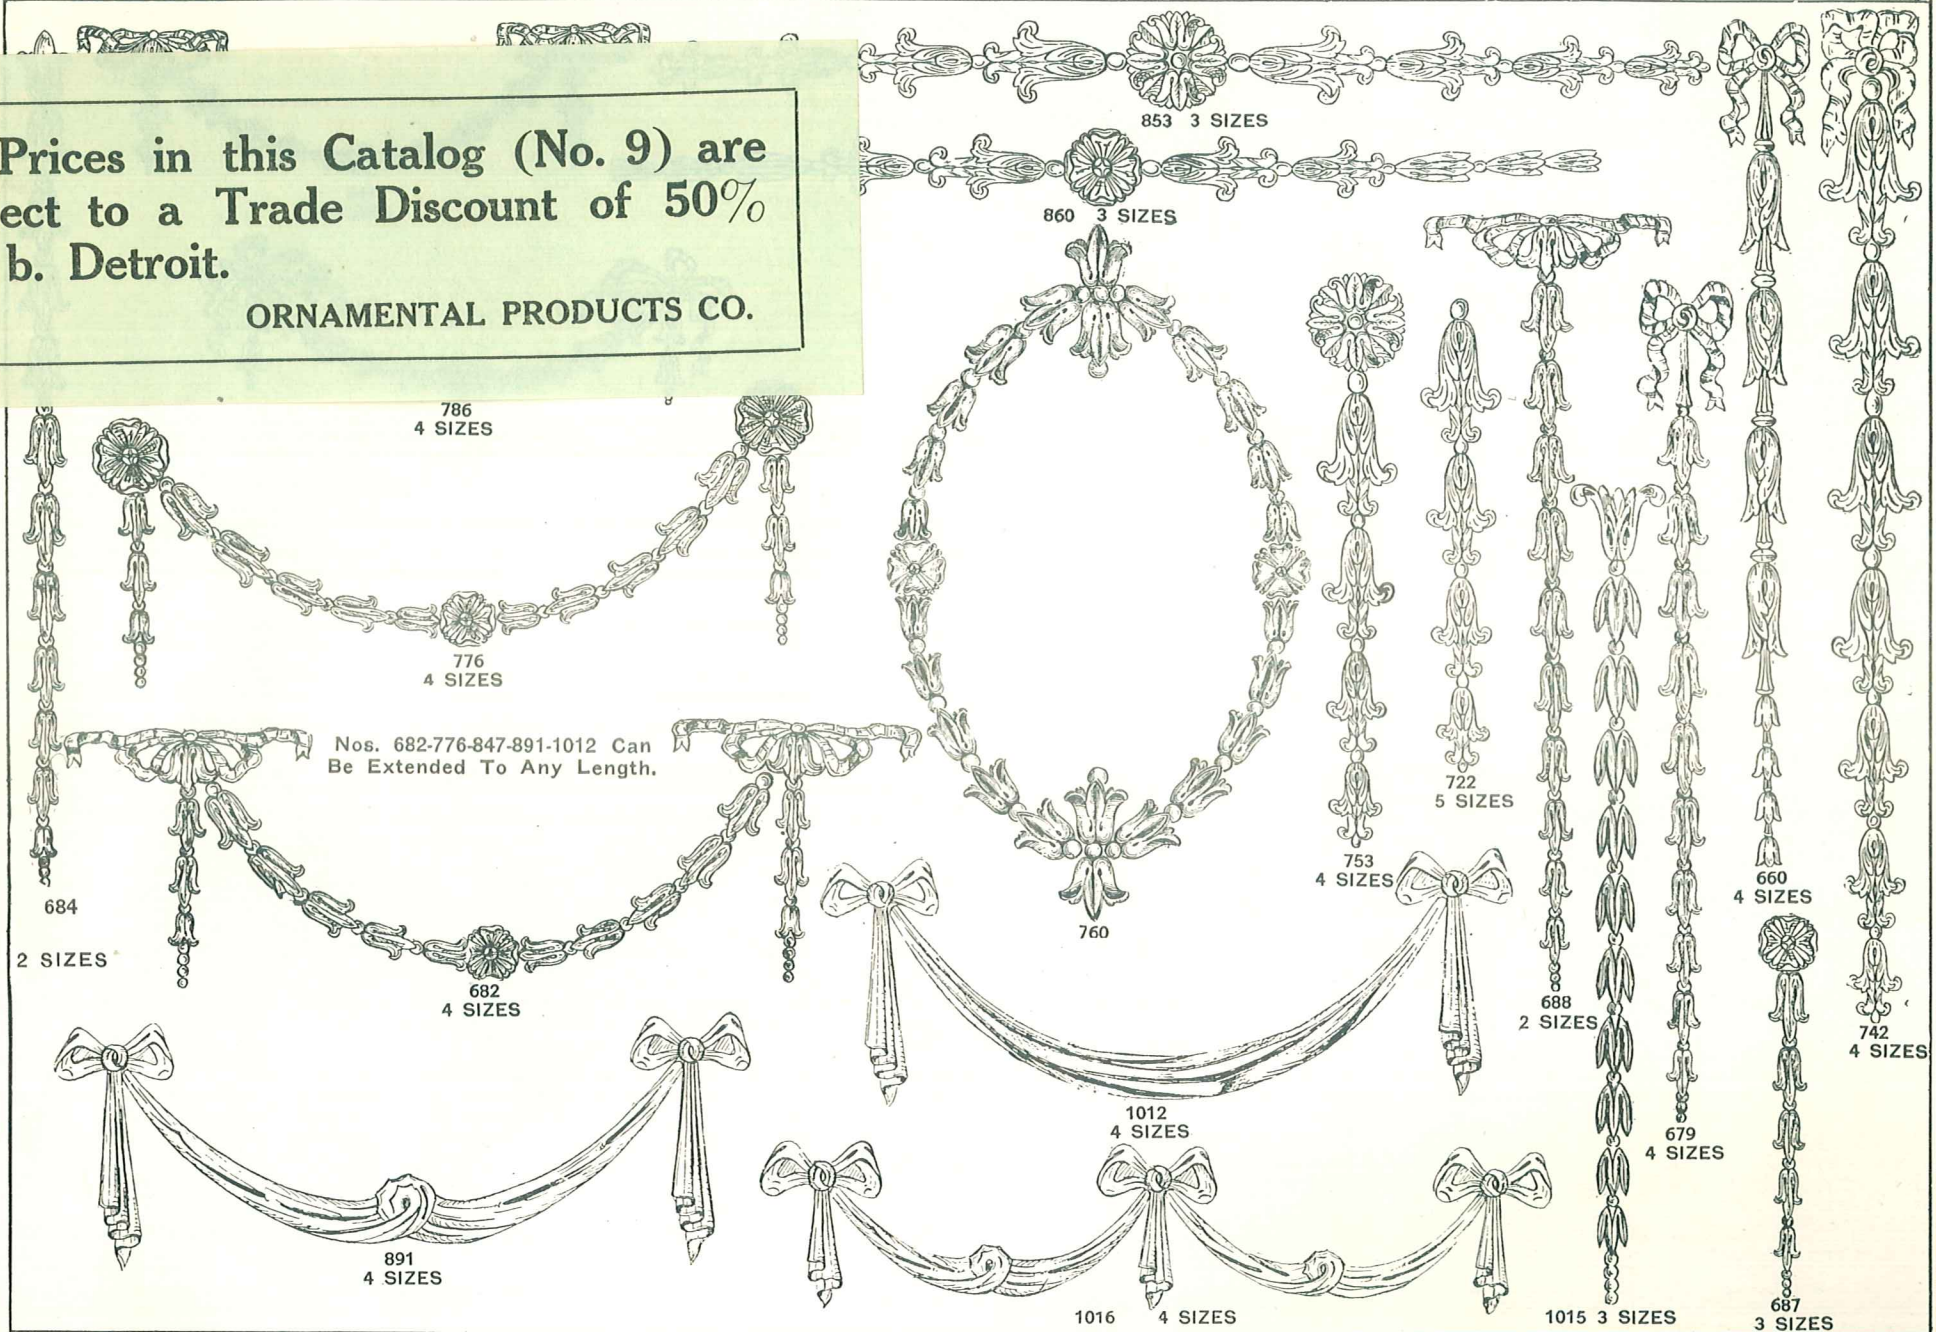 Prices in this Catalog (No. 9) are
ect to a Trade Discount of 50%
b. Detroit.
ORNAMENTAL PRODUCTS CO.
853 3 SIZES
860 3 SIZES
786
4 SIZES
776
4 SIZES
Nos. 682-776-847-891-1012 Can
Be Extended To Any Length.
722
5 SIZES
753
4 SIZES
660
4 SIZES
684
2 SIZES
760
682
4 SIZES
688
2 SIZES
742
4 SIZES
1012
4 SIZES
679
4 SIZES
891
4 SIZES
1016 4 SIZES
1015 3 SIZES
687
3 SIZES